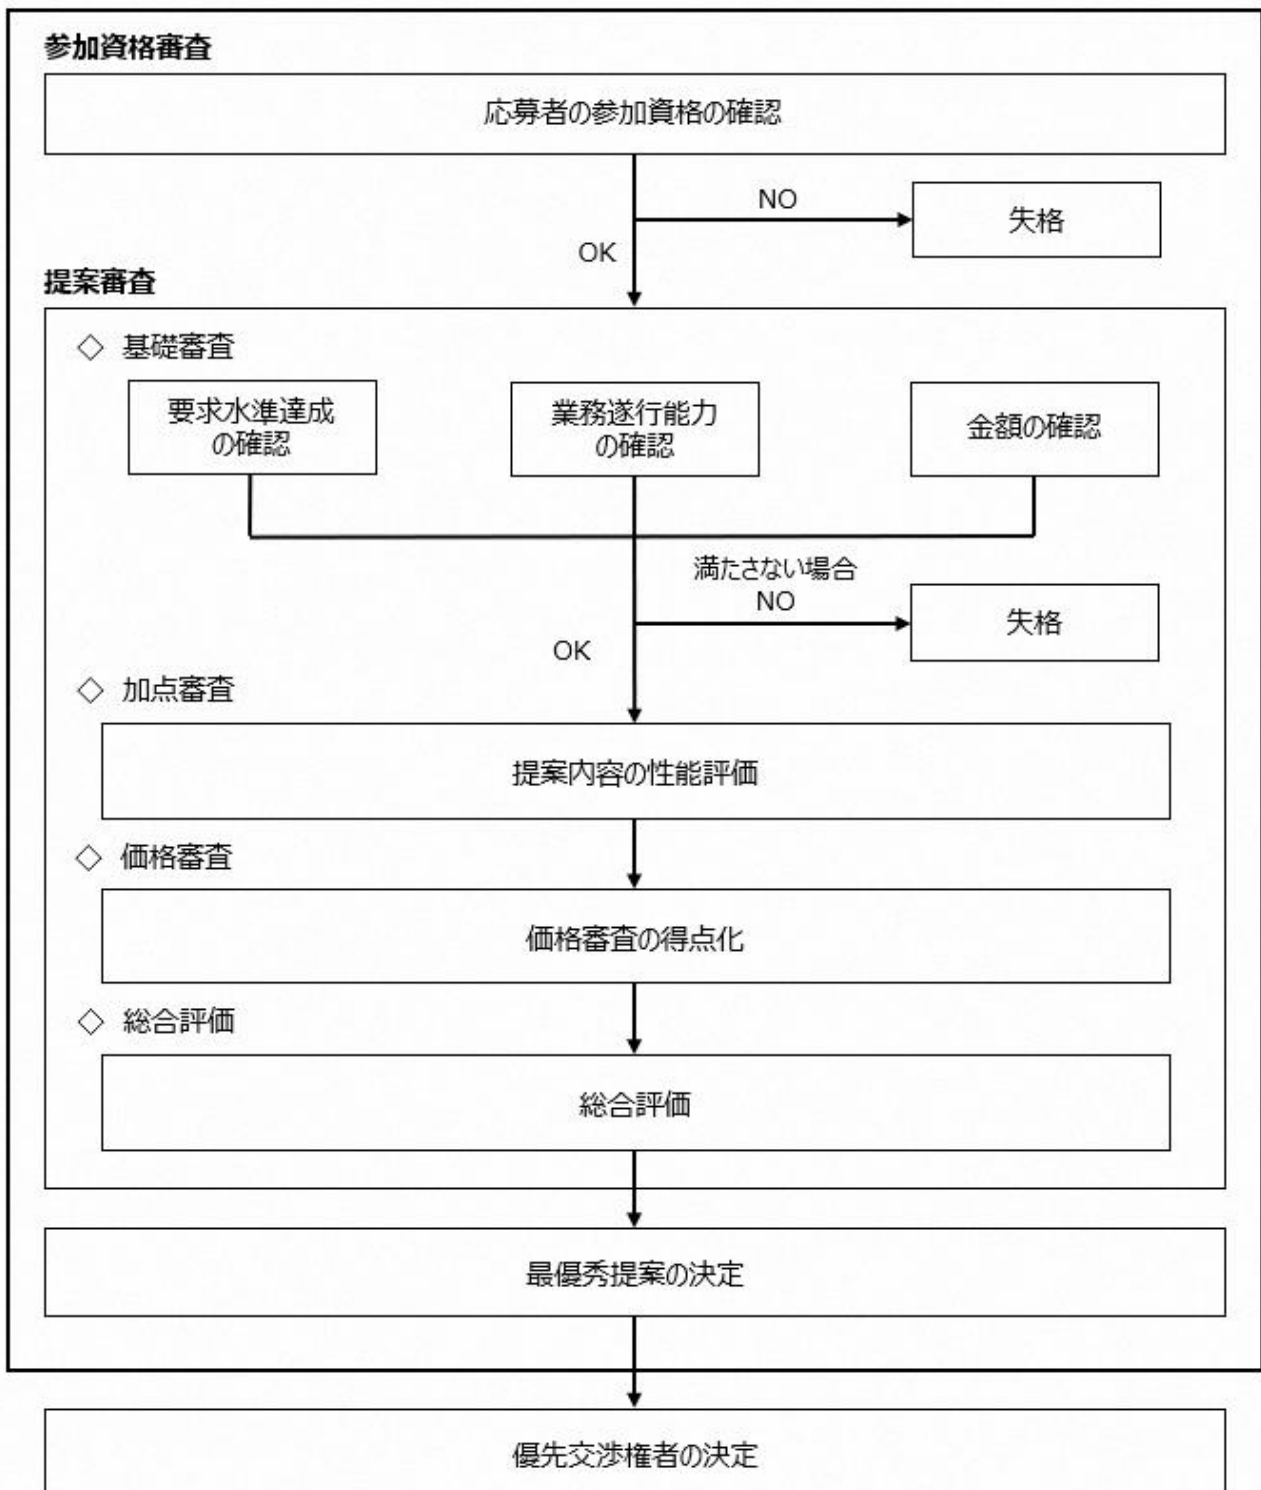 参加資格審査
応募者の参加資格の確認
NO
失格
OK
提案審査
◇ 基礎審査
要求水準達成
の確認
業務遂行能力
の確認
金額の確認
満たさない場合
NO
失格
OK
◇ 加点審査
提案内容の性能評価
◇ 価格審査
価格審査の得点化
◇ 総合評価
総合評価
最優秀提案の決定
優先交渉権者の決定